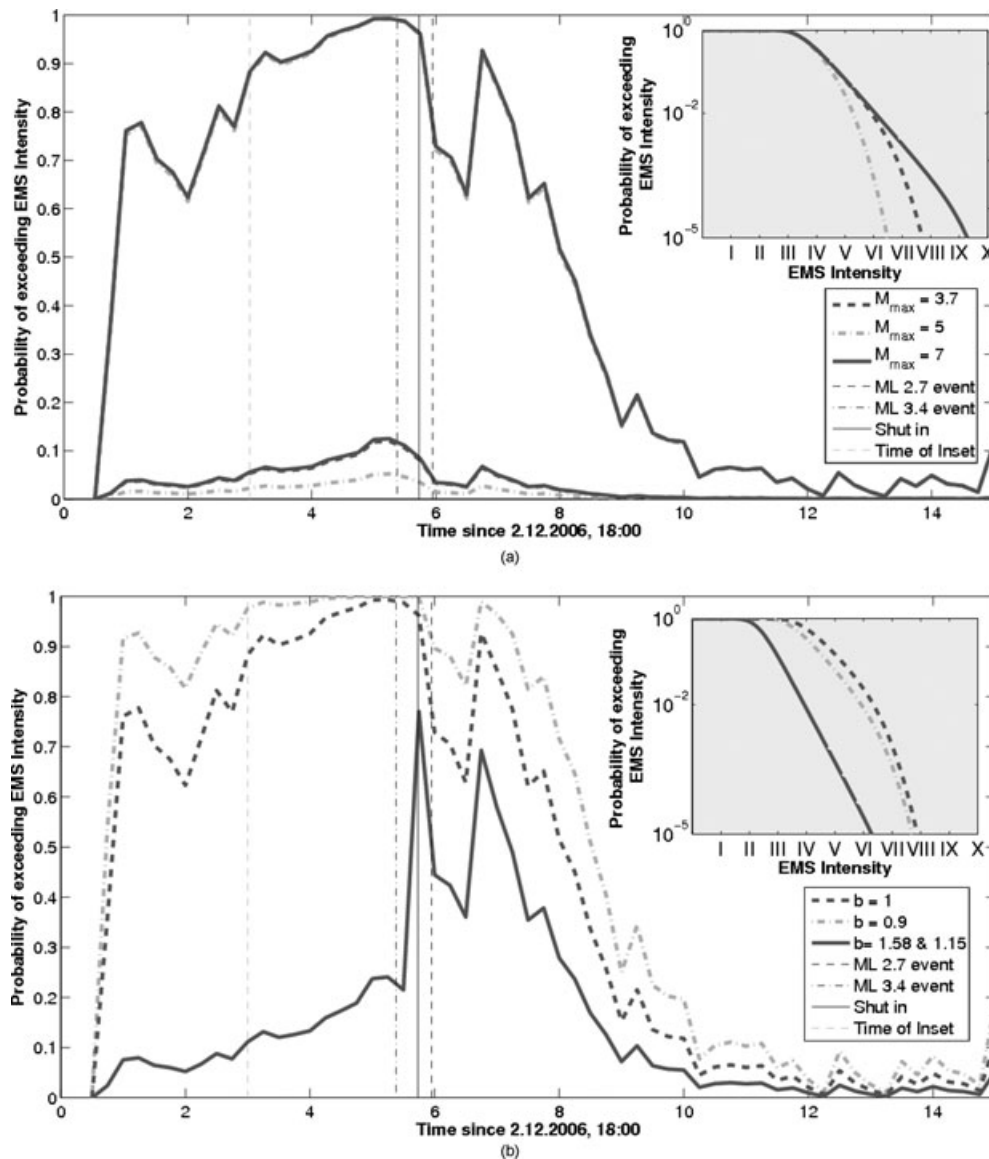 1
0.9
0.8
0.7
0.6
0.5
0.4
0.3
0.2
0.1
0
Probability of exceeding EMS Intensity
0 2 4 6 8 10 12 14
Time since 2.12.2006, 18:00
10^0
10^-2
10^-5
Probability of exceeding
EMS Intensity
I II III IV V VI VII VIII IX X
EMS Intensity
M_max = 3.7
M_max = 5
M_max = 7
ML 2.7 event
ML 3.4 event
Shut in
Time of Inset
(a)
1
0.9
0.8
0.7
0.6
0.5
0.4
0.3
0.2
0.1
0
Probability of exceeding EMS Intensity
0 2 4 6 8 10 12 14
Time since 2.12.2006, 18:00
10^0
10^-2
10^-5
Probability of exceeding
EMS Intensity
I II III IV V VI VII VIII IX X
EMS Intensity
b = 1
b = 0.9
b= 1.58 & 1.15
ML 2.7 event
ML 3.4 event
Shut in
Time of Inset
(b)